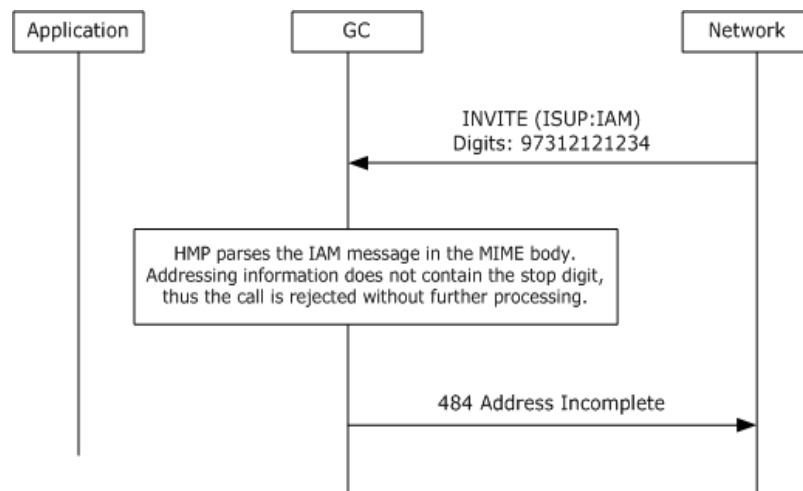 Application
GC
Network
INVITE (ISUP:IAM)
Digits: 97312121234
HMP parses the IAM message in the MIME body.
Addressing information does not contain the stop digit,
thus the call is rejected without further processing.
484 Address Incomplete